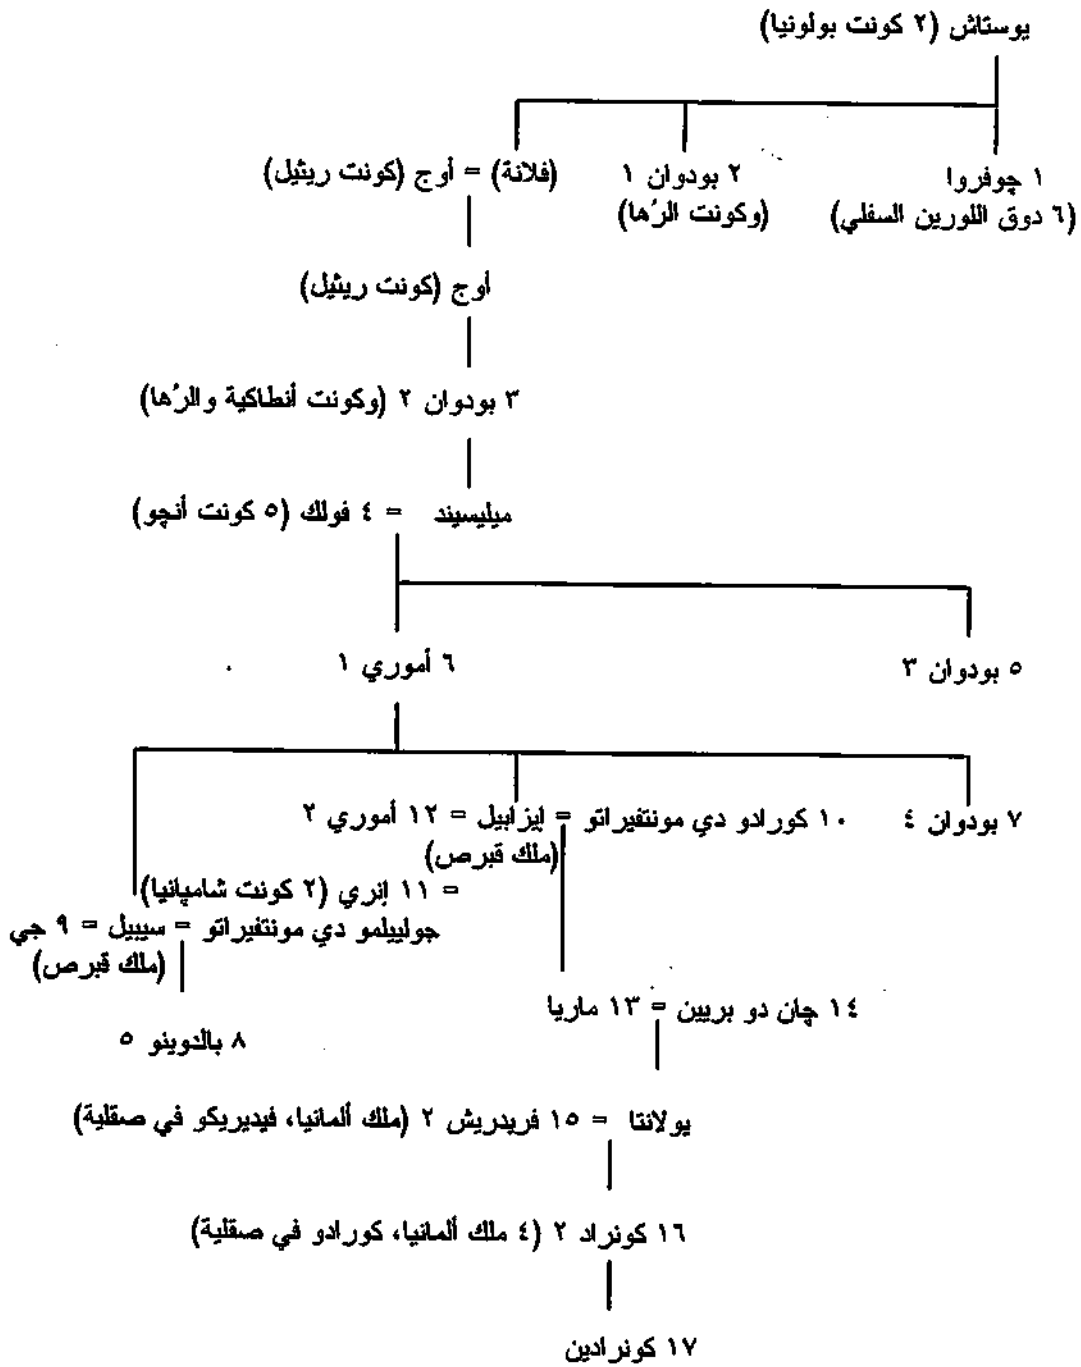 يوستاش (٢ كونت بولونيا)
١ چوفروا
(٦ دوق اللورين السفلي)
٢ بودوان ١
(وكونت الرُها)
(فلانة) = أوج (كونت ريثيل)
أوج (كونت ريثيل)
٣ بودوان ٢ (وكونت أنطاكية والرُها)
ميليسيند = ٤ فولك (٥ كونت أنچو)
٥ بودوان ٣
٦ أموري ١
٧ بودوان ٤
١٠ كورادو دي مونتفيراتو = إيزابيل = ١٢ أموري ٢
(ملك قبرص)
= ١١ إنري (٢ كونت شامپانيا)
جولييلمو دي مونتفيراتو = سيبيل = ٩ جي
(ملك قبرص)
٨ بالدوينو ٥
١٤ چان دو بريين = ١٣ ماريا
يولانتا = ١٥ فريدريش ٢ (ملك ألمانيا، فيديريكو في صقلية)
١٦ كونراد ٢ (٤ ملك ألمانيا، كورادو في صقلية)
١٧ كونرادين